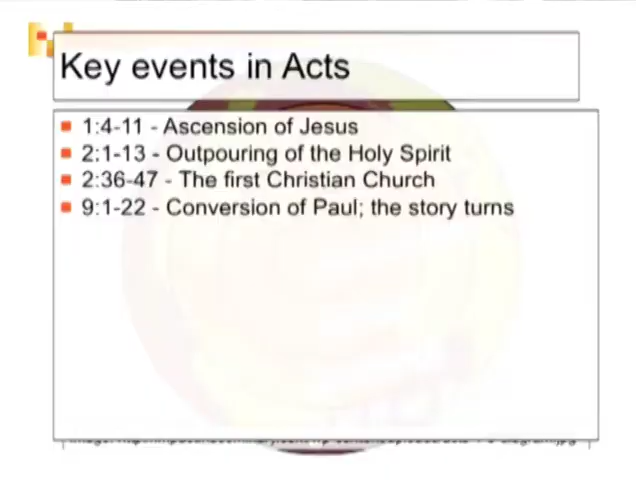 Key events in Acts
1:4-11 - Ascension of Jesus
2:1-13 - Outpouring of the Holy Spirit
2:36-47 - The first Christian Church
9:1-22 - Conversion of Paul; the story turns